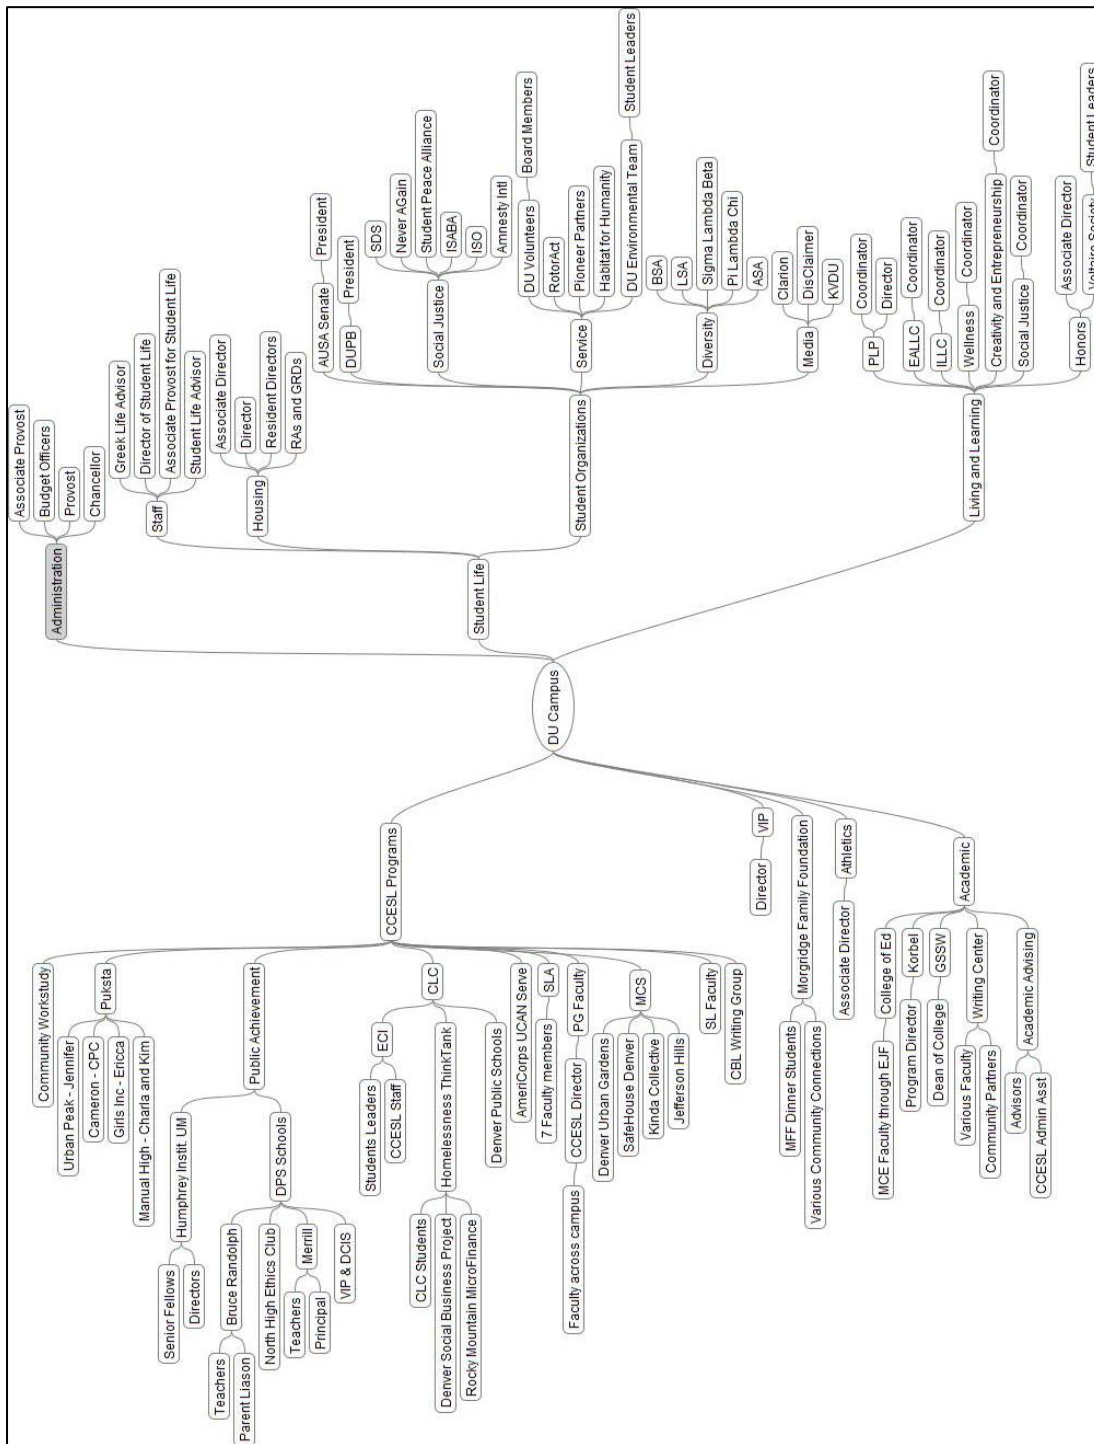 DU Campus
Administration
Associate Provost
Budget Officers
Provost
Chancellor
Student Life
Staff
Greek Life Advisor
Director of Student Life
Associate Provost for Student Life
Student Life Advisor
Housing
Associate Director
Director
Resident Directors
RAs and GRDs
Student Organizations
AUSA Senate
President
DUPB
President
Social Justice
SDS
Never AGain
Student Peace Alliance
ISABA
ISO
Amnesty Intl
Service
DU Volunteers
Board Members
RotorAct
Pioneer Partners
Habitat for Humanity
DU Environmental Team
Student Leaders
Diversity
BSA
LSA
Sigma Lambda Beta
Pi Lambda Chi
ASA
Media
Clarion
DisClaimer
KVDU
Living and Learning
PLP
Coordinator
Director
EALLC
Coordinator
ILLC
Coordinator
Wellness
Coordinator
Creativity and Entrepreneurship
Coordinator
Social Justice
Coordinator
Honors
Associate Director
Voltaire Society
Student Leaders
CCESL Programs
Community Workstudy
Puksta
Urban Peak - Jennifer
Cameron - CPC
Girls Inc - Ericca
Manual High - Charla and Kim
Public Achievement
Humphrey Instit. UM
Senior Fellows
Directors
DPS Schools
Bruce Randolph
Teachers
Parent Liason
North High Ethics Club
Merrill
Teachers
Principal
VIP & DCIS
CLC
ECI
Students Leaders
CCESL Staff
Homelessness ThinkTank
CLC Students
Denver Social Business Project
Rocky Mountain MicroFinance
Denver Public Schools
AmeriCorps UCAN Serve
SLA
7 Faculty members
PG Faculty
CCESL Director
Faculty across campus
MCS
Denver Urban Gardens
SafeHouse Denver
Kinda Collective
Jefferson Hills
SL Faculty
CBL Writing Group
VIP
Director
Morgridge Family Foundation
MFF Dinner Students
Various Community Connections
Athletics
Associate Director
Academic
College of Ed
MCE Faculty through EJF
Korbel
Program Director
GSSW
Dean of College
Writing Center
Various Faculty
Community Partners
Academic Advising
Advisors
CCESL Admin Asst